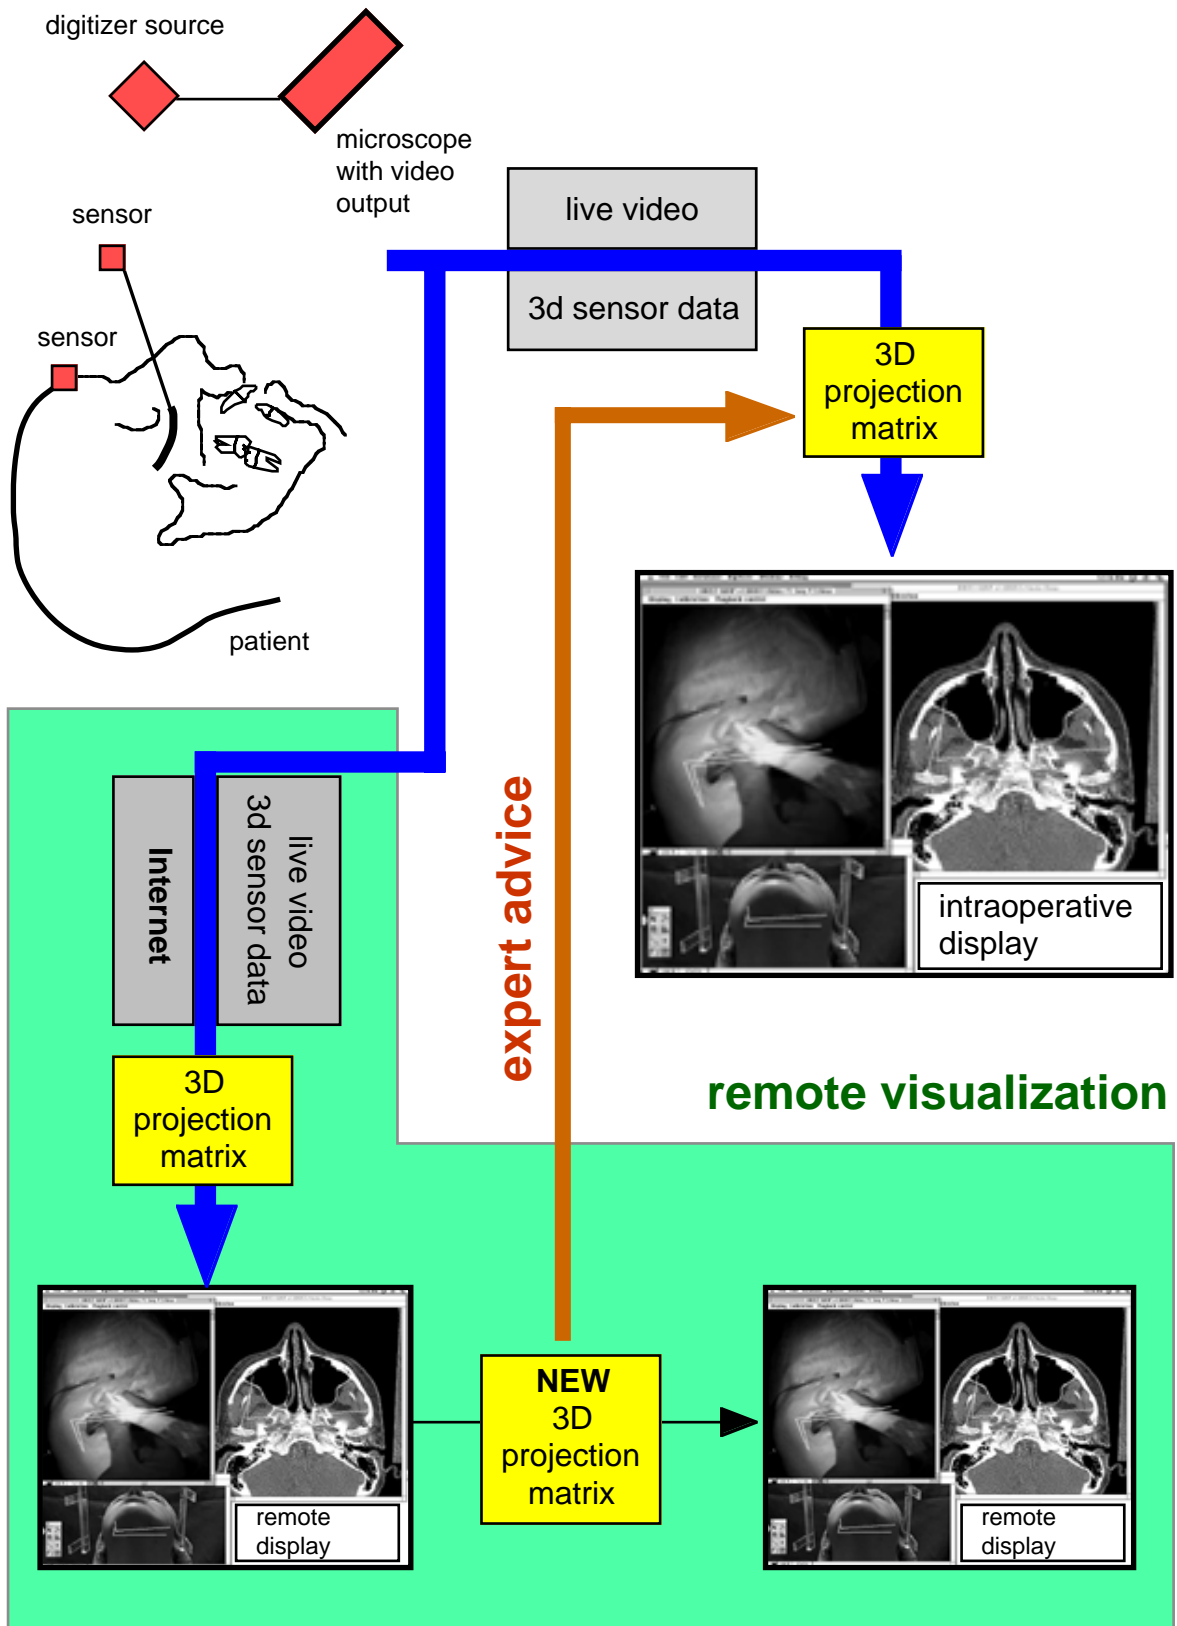 digitizer source
microscope
with video
output
sensor
sensor
patient
live video
3d sensor data
3D
projection
matrix
intraoperative
display
expert advice
Internet
live video
3d sensor data
3D
projection
matrix
remote visualization
NEW
3D
projection
matrix
remote
display
remote
display